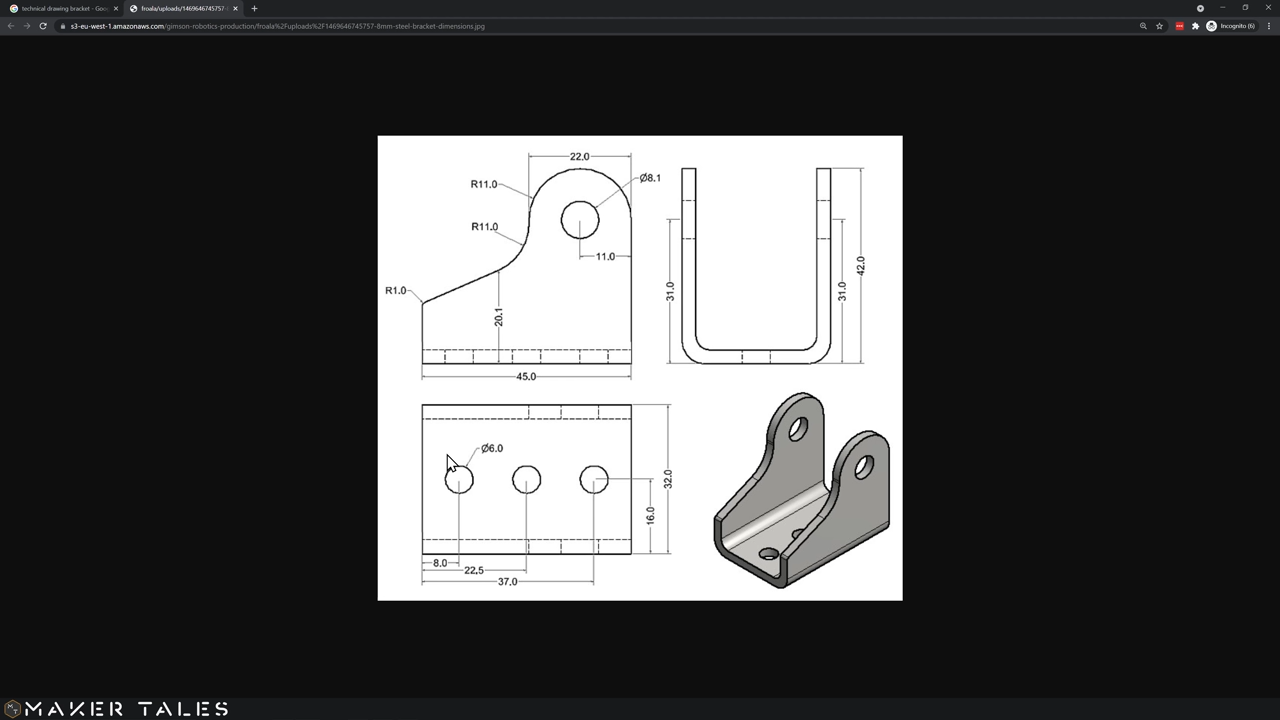 technical drawing bracket - Goog
froala/uploads/1469646745757-
s3-eu-west-1.amazonaws.com/gimson-robotics-production/froala%2Fuploads%2F1469646745757-8mm-steel-bracket-dimensions.jpg
Incognito (6)
22.0
R11.0
Ø8.1
R11.0
11.0
R1.0
20.1
45.0
31.0
31.0
42.0
Ø6.0
32.0
16.0
8.0
22.5
37.0
MAKER TALES